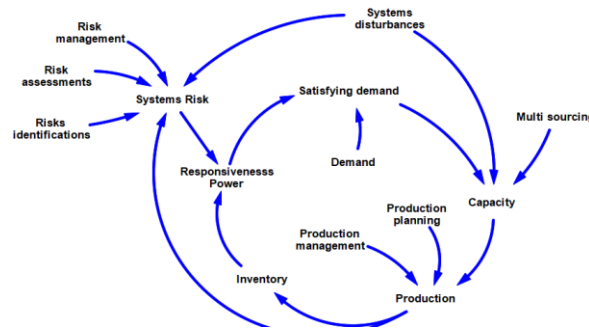 Systems
disturbances
Risk
management
Risk
assessments
Systems Risk
Satisfying demand
Risks
identifications
Multi sourcing
Demand
Responsivenesss
Power
Capacity
Production
planning
Production
management
Inventory
Production